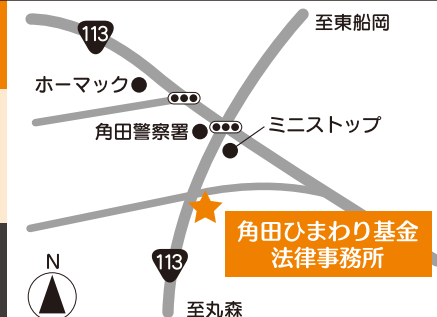 113
至東船岡
ホーマック
角田警察署
ミニストップ
角田ひまわり基金
法律事務所
N
113
至丸森